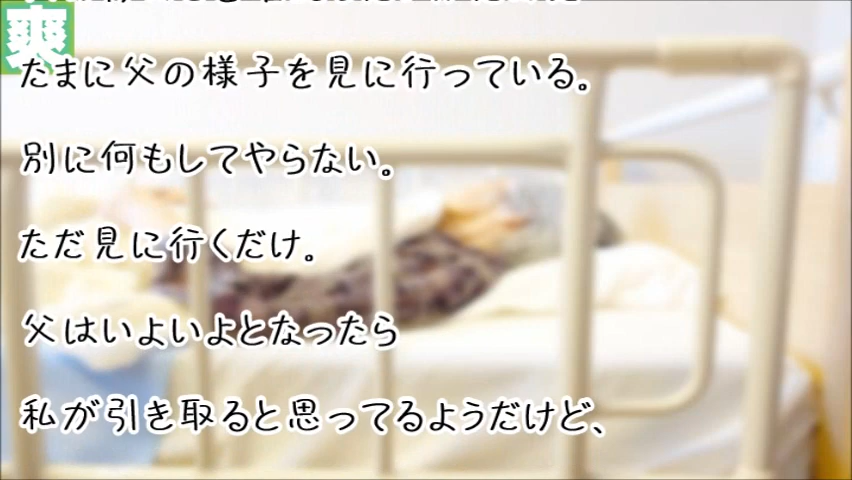 爽
たまに父の様子を見に行っている。
別に何もしてやらない。
ただ見に行くだけ。
父はいよいよとなったら
私が引き取ると思ってるようだけど、